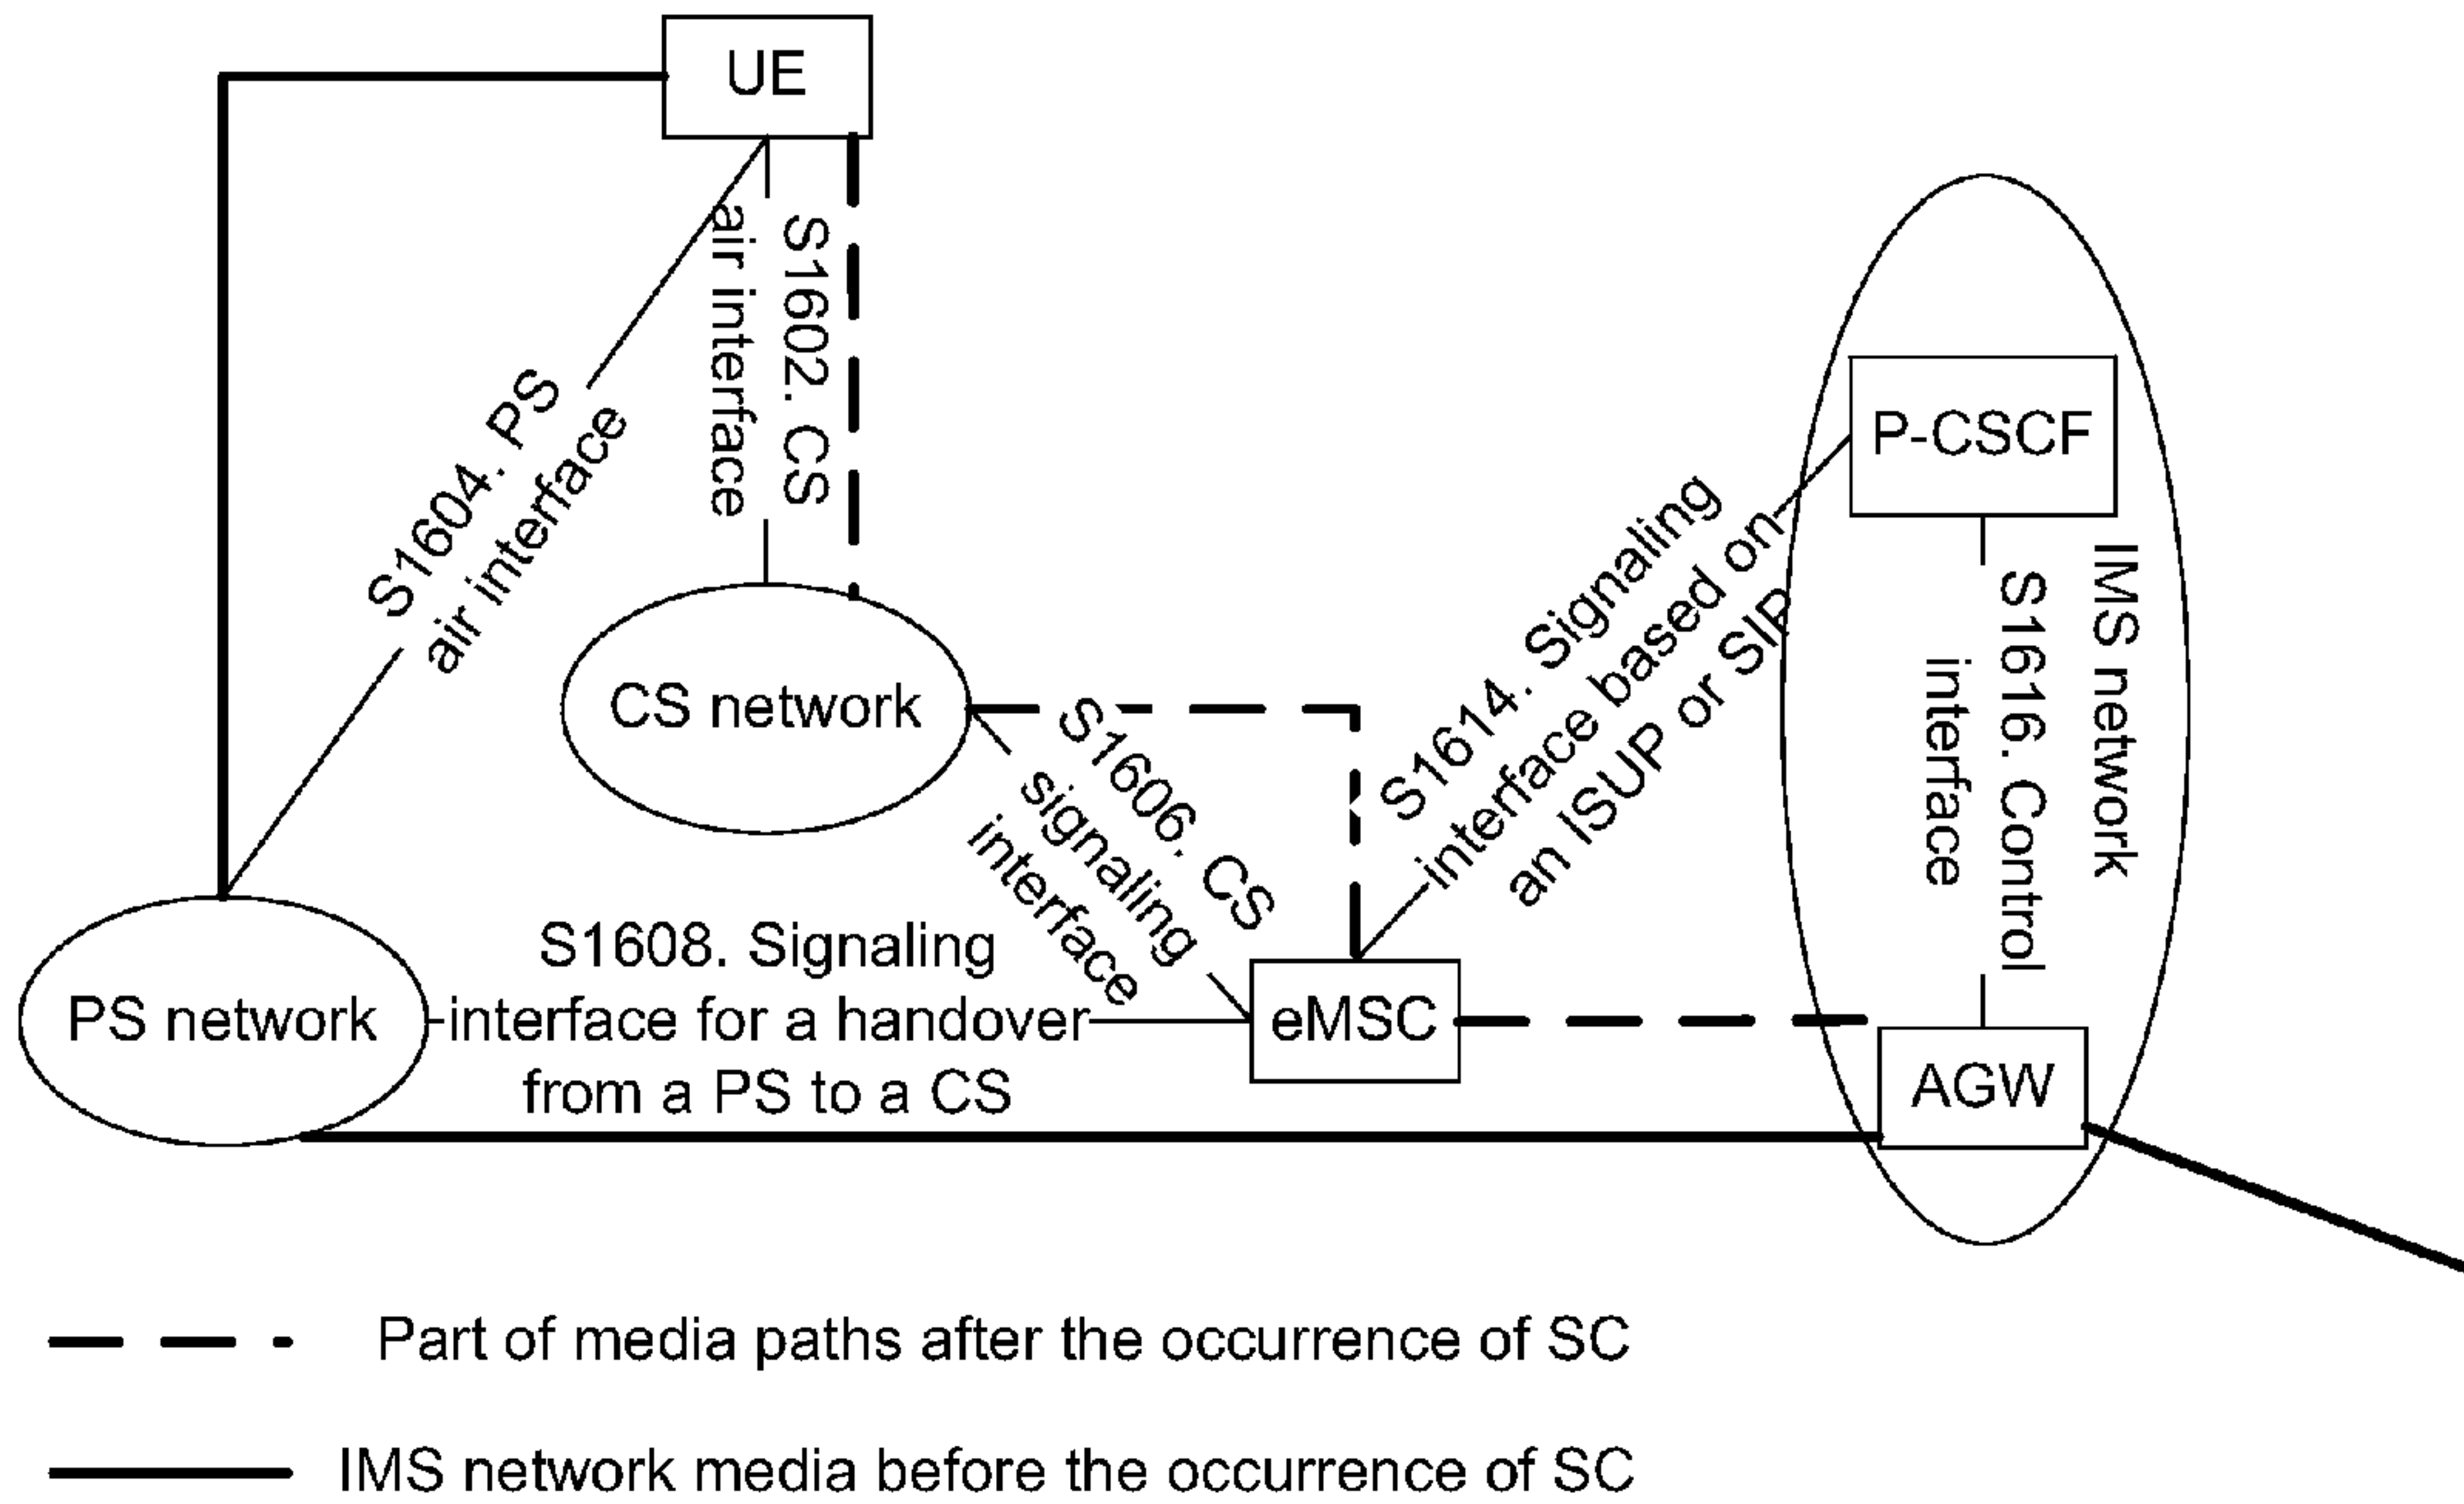 UE
S1602. CS
air interface
S1604. PS
air interface
P-CSCF
IMS network
S1616. Control
interface
S1614. Signaling
interface based on
an ISUP or SIP
CS network
S1606. CS
signaling
interface
S1608. Signaling
interface for a handover
from a PS to a CS
PS network
eMSC
AGW
Part of media paths after the occurrence of SC
IMS network media before the occurrence of SC